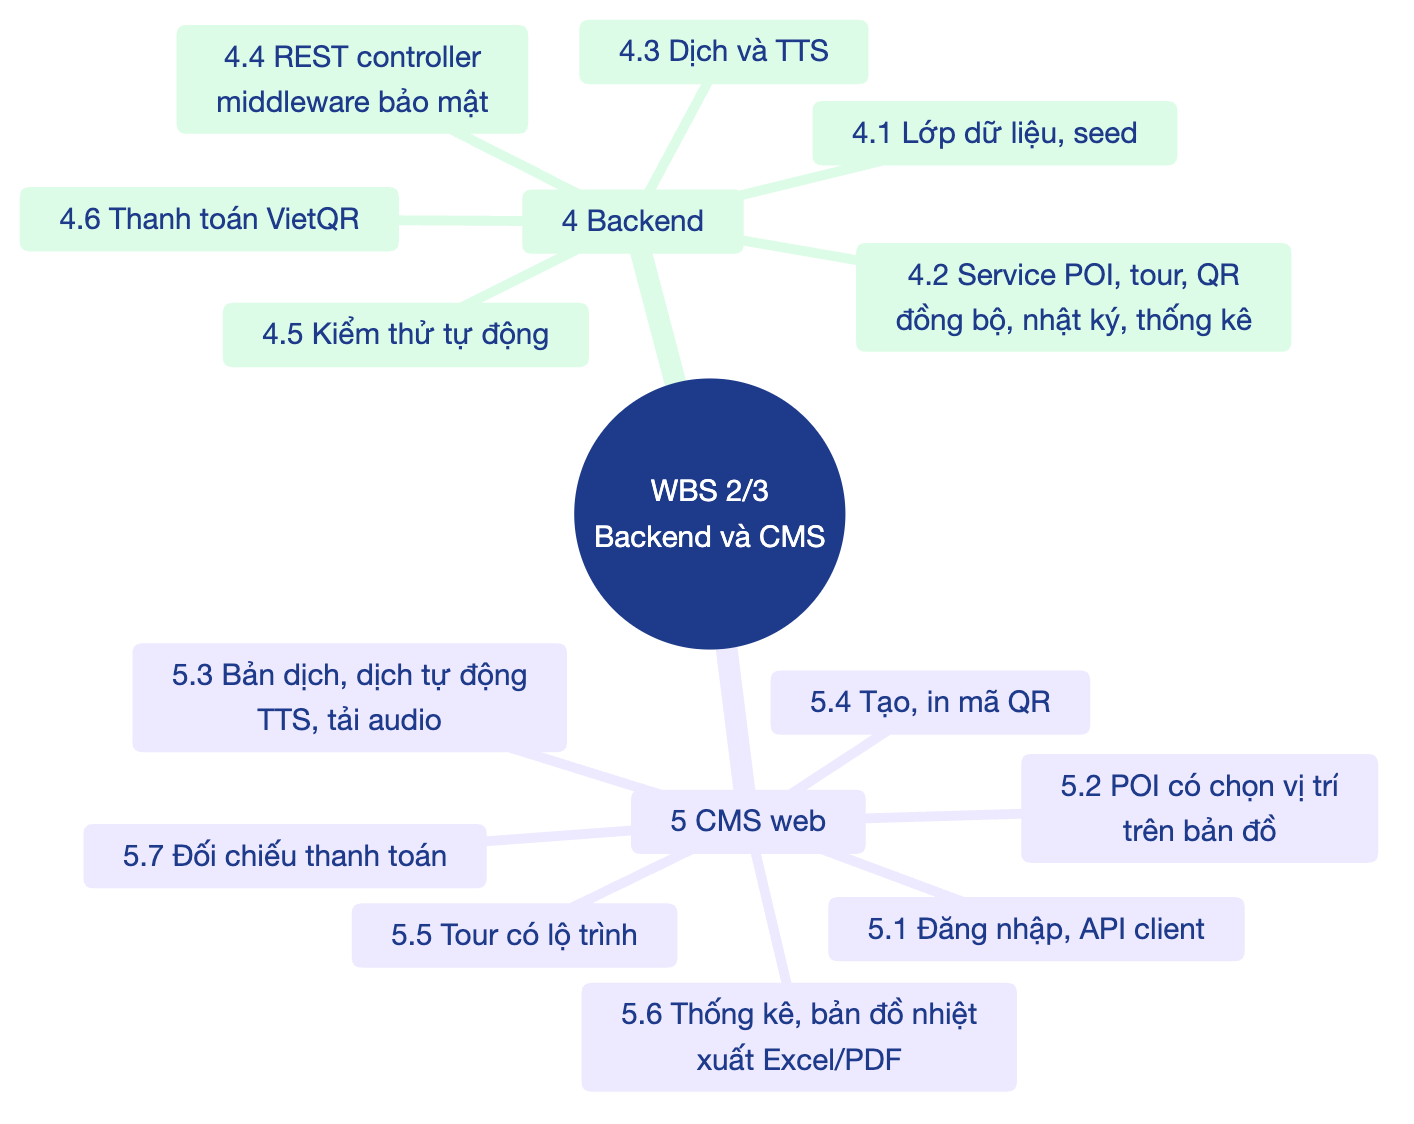 4.4 REST controller
middleware bảo mật
4.3 Dịch và TTS
4.1 Lớp dữ liệu, seed
4.6 Thanh toán VietQR
4 Backend
4.2 Service POI, tour, QR
đồng bộ, nhật ký, thống kê
4.5 Kiểm thử tự động
WBS 2/3
Backend và CMS
5.3 Bản dịch, dịch tự động
TTS, tải audio
5.4 Tạo, in mã QR
5.2 POI có chọn vị trí
trên bản đồ
5 CMS web
5.7 Đối chiếu thanh toán
5.5 Tour có lộ trình
5.1 Đăng nhập, API client
5.6 Thống kê, bản đồ nhiệt
xuất Excel/PDF